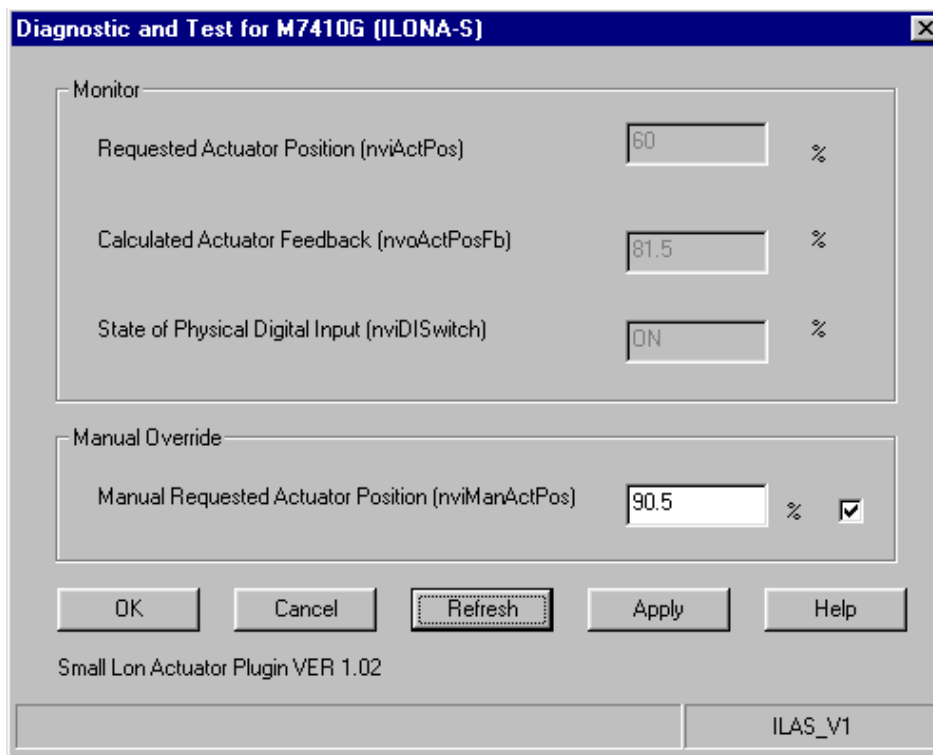 Diagnostic and Test for M7410G (ILONA-S)
Monitor
Requested Actuator Position (nviActPos) 60 %
Calculated Actuator Feedback (nvoActPosFb) 81.5 %
State of Physical Digital Input (nviDISwitch) ON %
Manual Override
Manual Requested Actuator Position (nviManActPos) 90.5 %
OK Cancel Refresh Apply Help
Small Lon Actuator Plugin VER 1.02
ILAS_V1